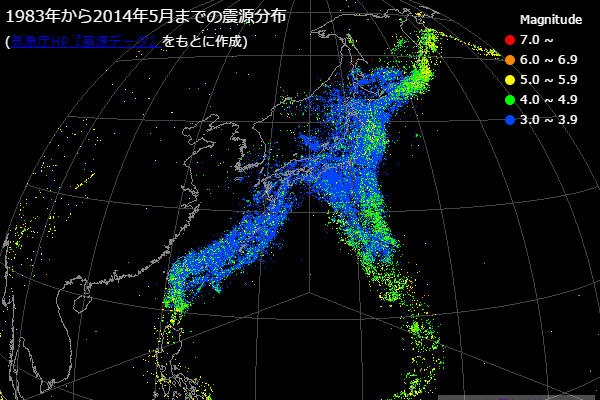 1983年から2014年5月までの震源分布
(気象庁HP『震源データ』をもとに作成)
Magnitude
7.0 ~
6.0 ~ 6.9
5.0 ~ 5.9
4.0 ~ 4.9
3.0 ~ 3.9